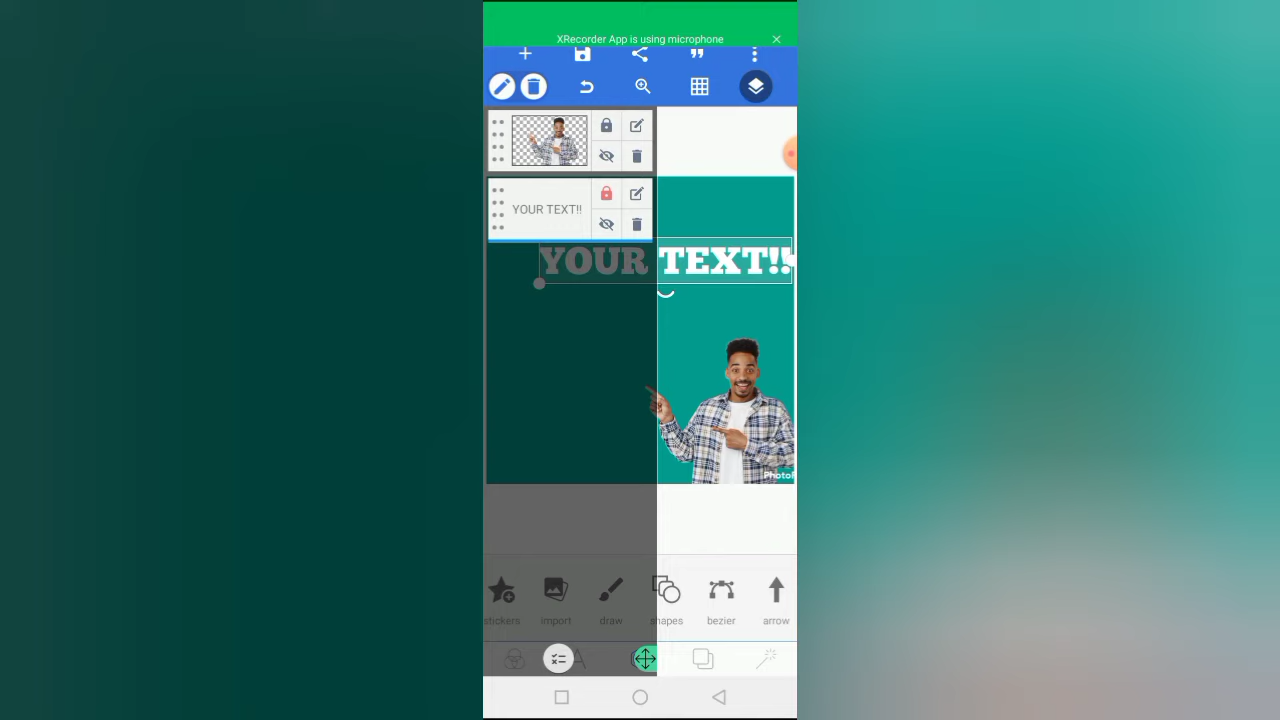 XRecorder App is using microphone
YOUR TEXT!!
YOUR TEXT!!
stickers
import
draw
shapes
bezier
arrow